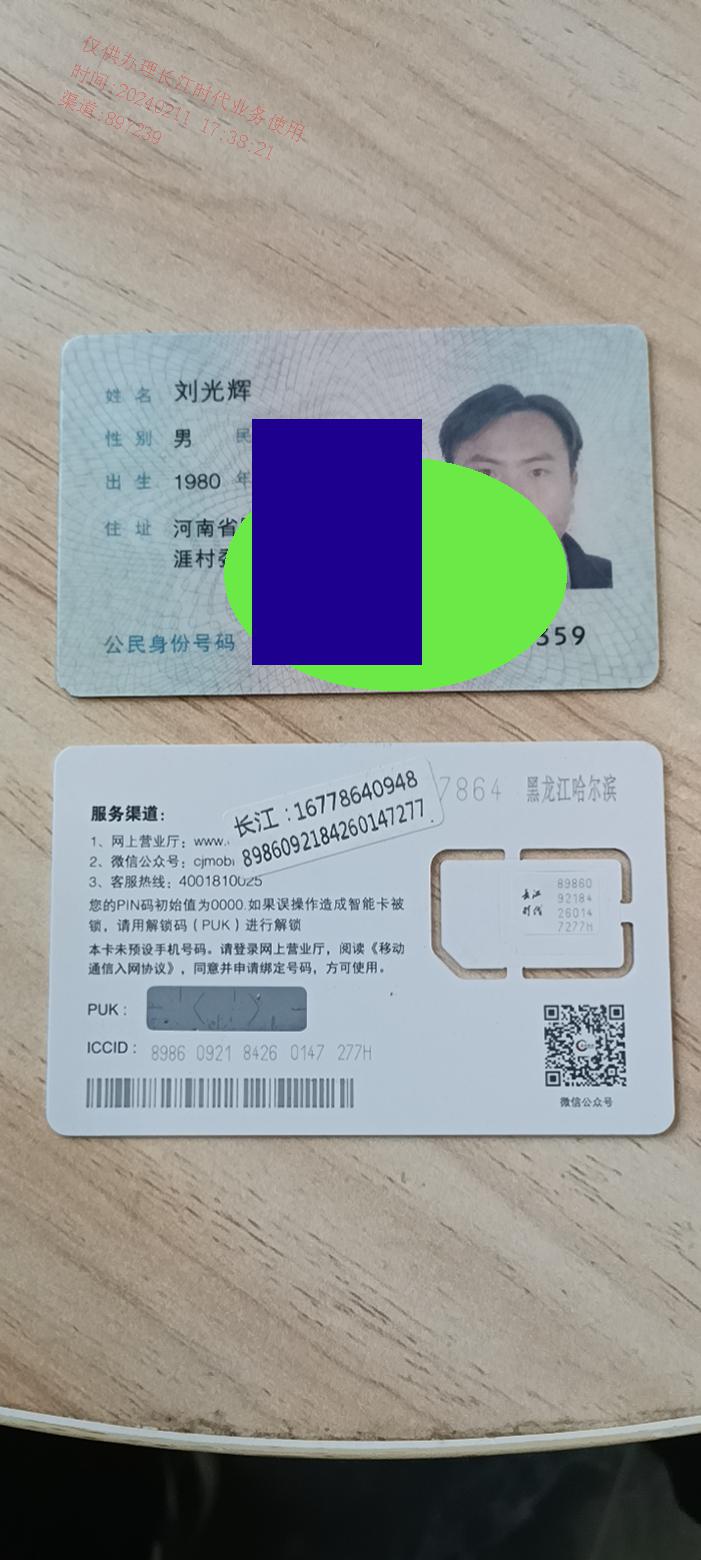 仅供办理长江时代业务使用
时间:20240211 17:38:21
渠道:897239
姓名 刘光辉
性别 男 民
出生 1980 年
住址 河南省
涯村
公民身份号码 359
7864 黑龙江哈尔滨
长江:16778640948
8986092184260147277
服务渠道:
1、网上营业厅: www.
2、微信公众号: cjmobi
3、客服热线: 4001810025
您的PIN码初始值为0000.如果误操作造成智能卡被
锁，请用解锁码（PUK）进行解锁
本卡未预设手机号码。请登录网上营业厅，阅读《移动
通信入网协议》，同意并申请绑定号码，方可使用。
PUK:
ICCID: 8986 0921 8426 0147 277H
长江
时代
89860
92184
26014
7277H
微信公众号